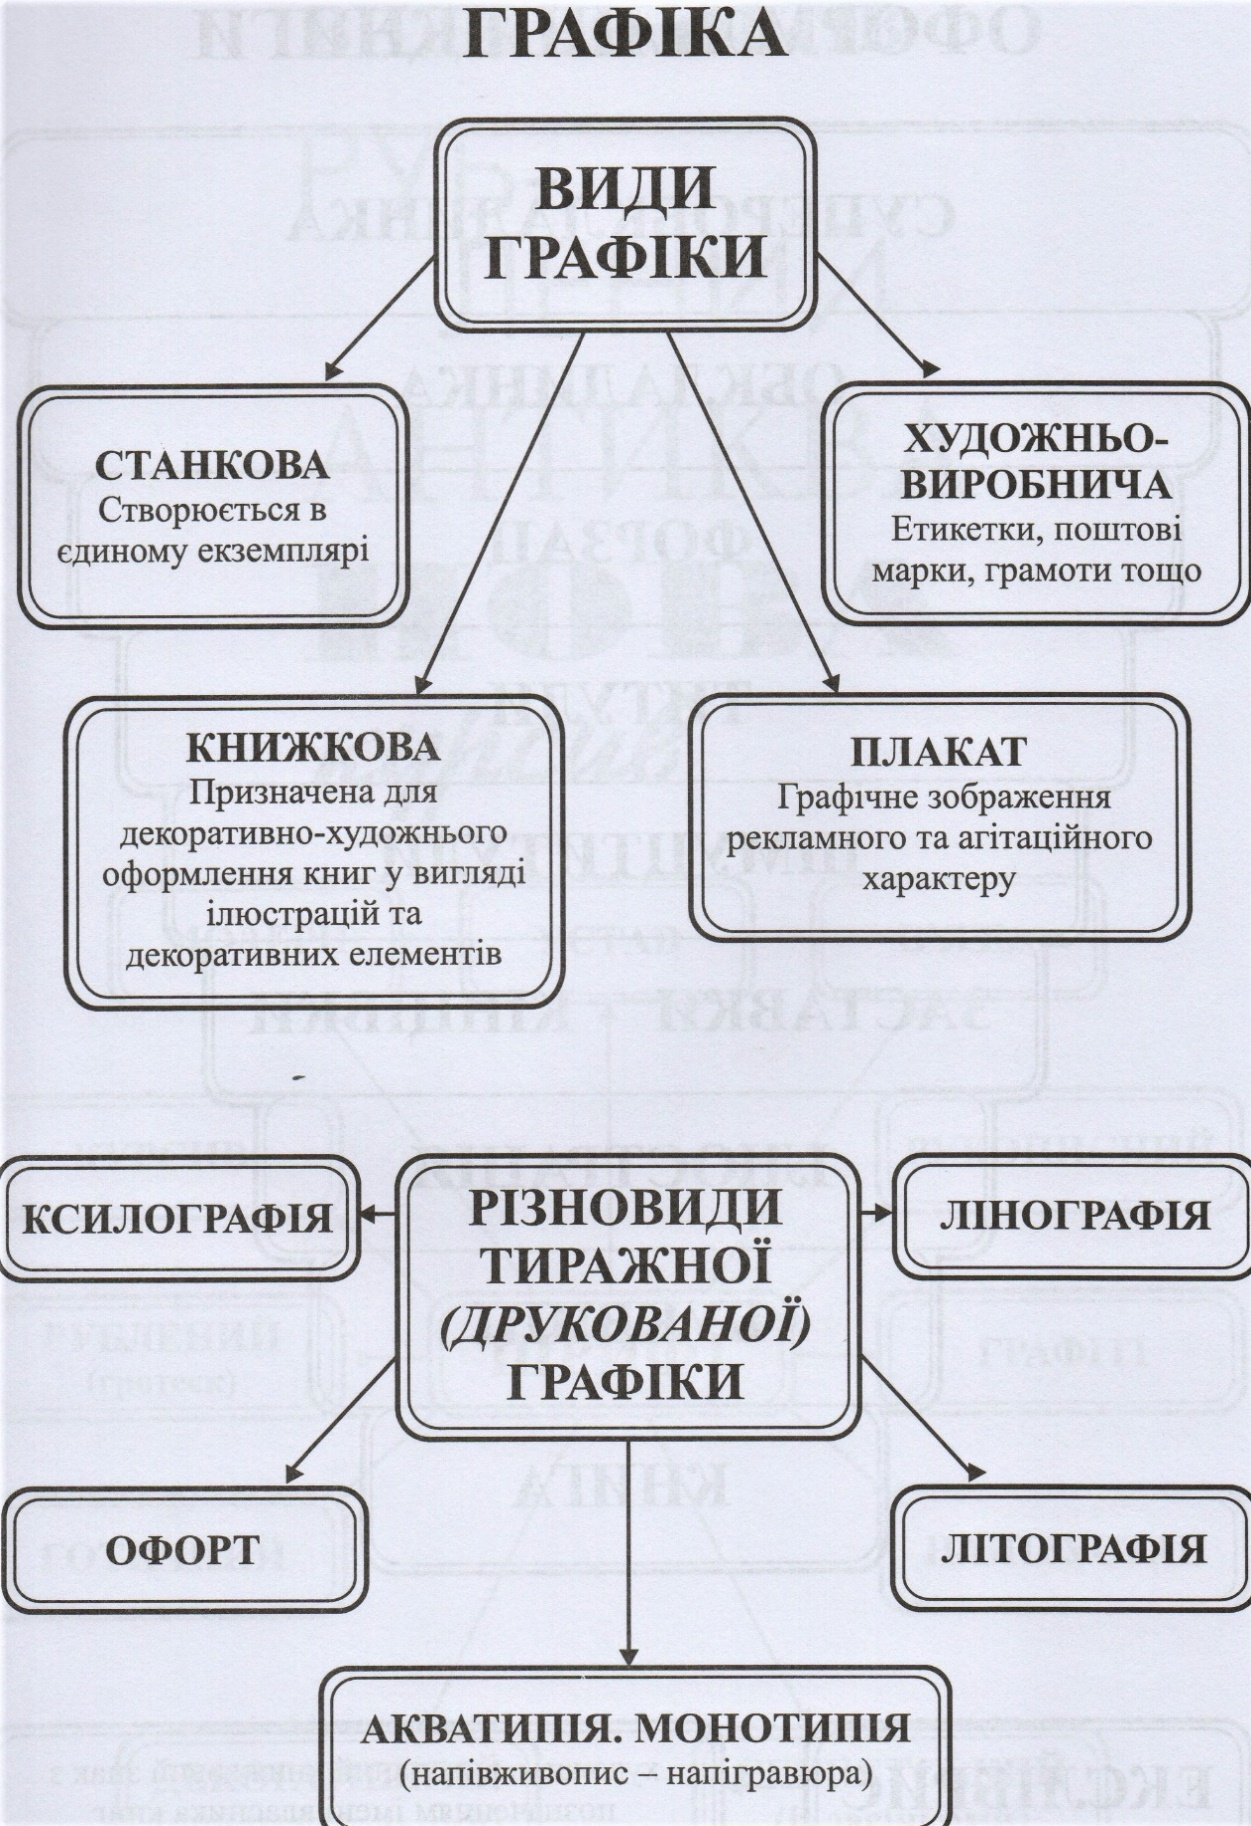 ГРАФІКА
ВИДИ
ГРАФІКИ
СТАНКОВА
Створюється в
єдиному екземплярі
ХУДОЖНЬО-
ВИРОБНИЧА
Етикетки, поштові
марки, грамоти тощо
КНИЖКОВА
Призначена для
декоративно-художнього
оформлення книг у вигляді
ілюстрацій та
декоративних елементів
ПЛАКАТ
Графічне зображення
рекламного та агітаційного
характеру
КСИЛОГРАФІЯ
РІЗНОВИДИ
ТИРАЖНОЇ
(ДРУКОВАНОЇ)
ГРАФІКИ
ЛІНОГРАФІЯ
ОФОРТ
ЛІТОГРАФІЯ
АКВАТИПІЯ. МОНОТИПІЯ
(напівживопис – напігравюра)